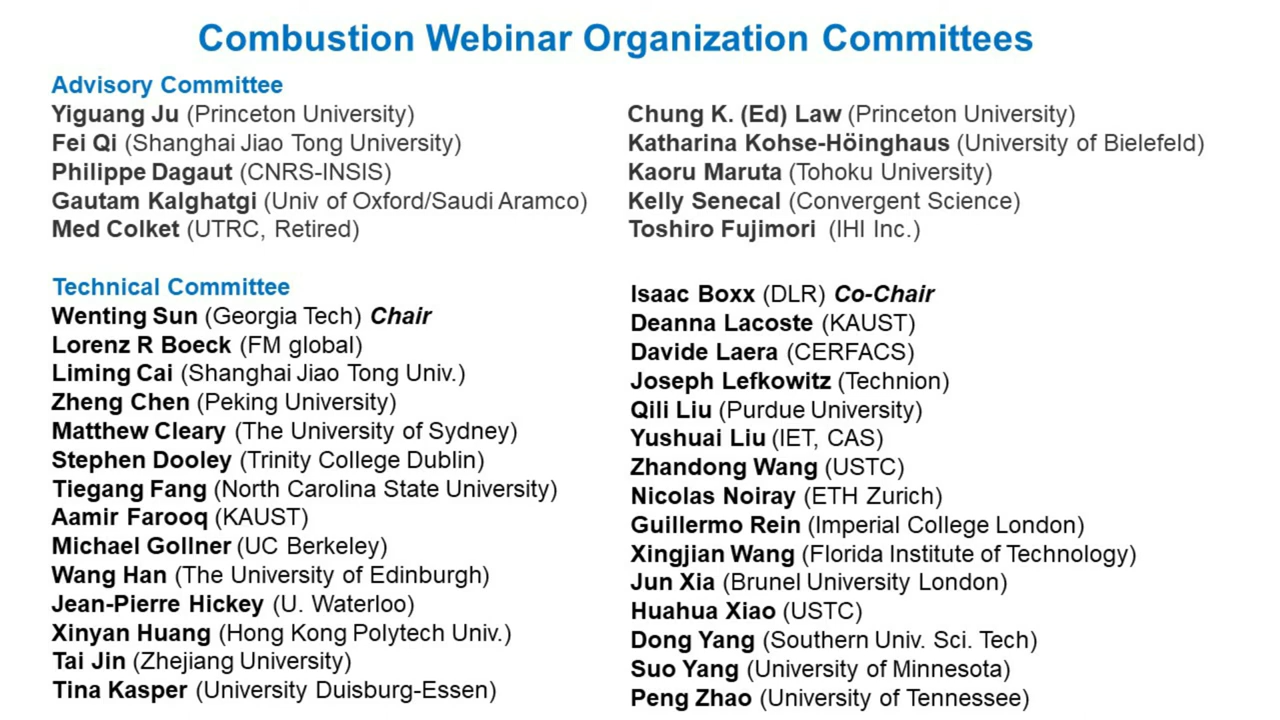 Combustion Webinar Organization Committees
Advisory Committee
Yiguang Ju (Princeton University)
Fei Qi (Shanghai Jiao Tong University)
Philippe Dagaut (CNRS-INSIS)
Gautam Kalghatgi (Univ of Oxford/Saudi Aramco)
Med Colket (UTRC, Retired)
Chung K. (Ed) Law (Princeton University)
Katharina Kohse-Höinghaus (University of Bielefeld)
Kaoru Maruta (Tohoku University)
Kelly Senecal (Convergent Science)
Toshiro Fujimori (IHI Inc.)
Technical Committee
Wenting Sun (Georgia Tech) Chair
Lorenz R Boeck (FM global)
Liming Cai (Shanghai Jiao Tong Univ.)
Zheng Chen (Peking University)
Matthew Cleary (The University of Sydney)
Stephen Dooley (Trinity College Dublin)
Tiegang Fang (North Carolina State University)
Aamir Farooq (KAUST)
Michael Gollner (UC Berkeley)
Wang Han (The University of Edinburgh)
Jean-Pierre Hickey (U. Waterloo)
Xinyan Huang (Hong Kong Polytech Univ.)
Tai Jin (Zhejiang University)
Tina Kasper (University Duisburg-Essen)
Isaac Boxx (DLR) Co-Chair
Deanna Lacoste (KAUST)
Davide Laera (CERFACS)
Joseph Lefkowitz (Technion)
Qili Liu (Purdue University)
Yushuai Liu (IET, CAS)
Zhandong Wang (USTC)
Nicolas Noiray (ETH Zurich)
Guillermo Rein (Imperial College London)
Xingjian Wang (Florida Institute of Technology)
Jun Xia (Brunel University London)
Huahua Xiao (USTC)
Dong Yang (Southern Univ. Sci. Tech)
Suo Yang (University of Minnesota)
Peng Zhao (University of Tennessee)